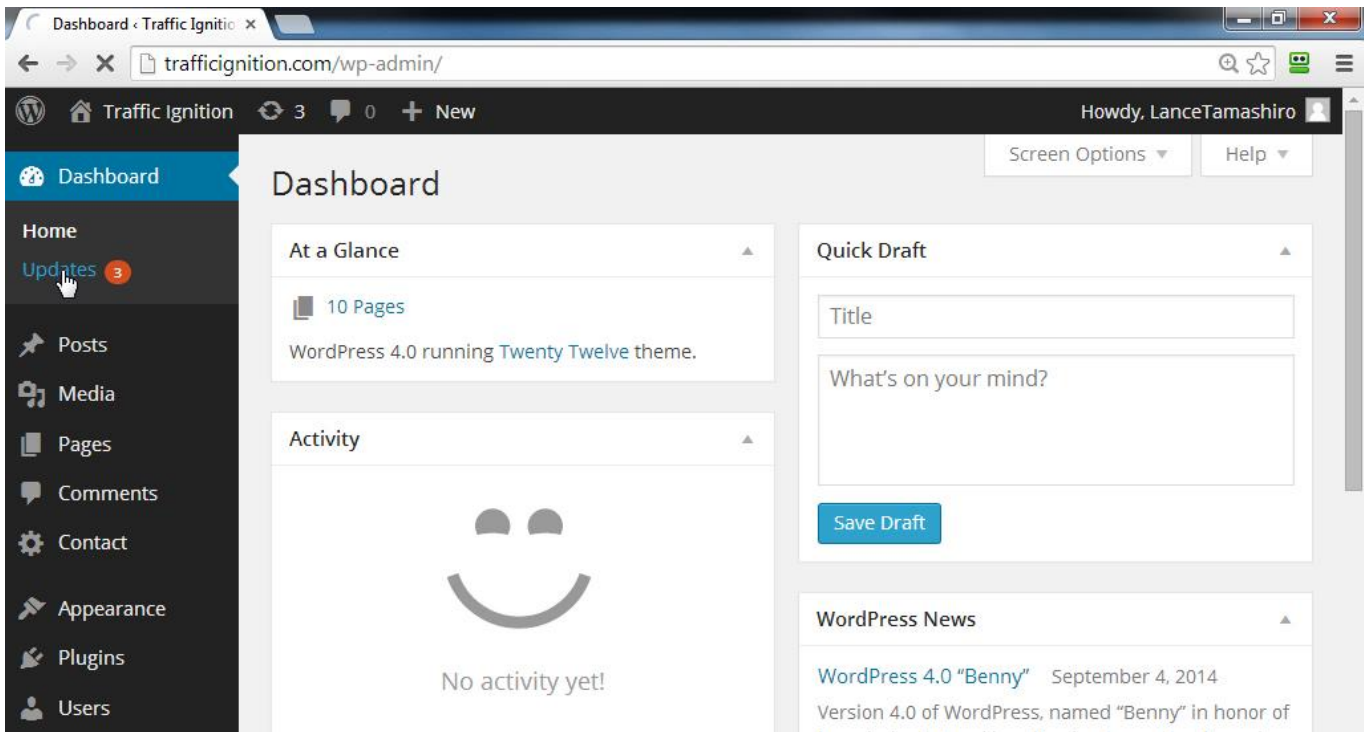 Dashboard ‹ Traffic Ignitio
trafficignition.com/wp-admin/
Traffic Ignition 3 0 New Howdy, LanceTamashiro
Screen Options Help
Dashboard
Home
Updates 3
Posts
Media
Pages
Comments
Contact
Appearance
Plugins
Users
Dashboard
At a Glance
10 Pages
WordPress 4.0 running Twenty Twelve theme.
Activity
No activity yet!
Quick Draft
Title
What's on your mind?
Save Draft
WordPress News
WordPress 4.0 “Benny” September 4, 2014
Version 4.0 of WordPress, named “Benny” in honor of